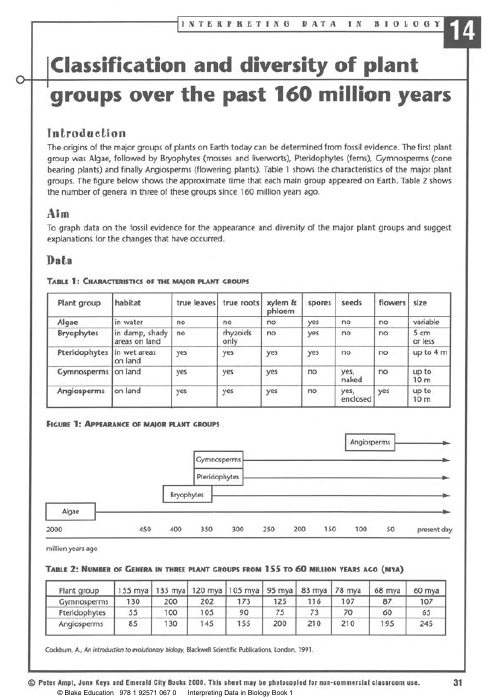 INTERPRETING DATA IN BIOLOGY
14
Classification and diversity of plant
groups over the past 160 million years
Introduction
The origins of the major groups of plants on Earth today can be determined from fossil evidence. The first plant
group was Algae, followed by Bryophytes (mosses and liverworts), Pteridophytes (ferns), Gymnosperms (cone
bearing plants) and finally Angiosperms (flowering plants). Table 1 shows the characteristics of the major plant
groups. The figure below shows the approximate time that each main group appeared on Earth. Table 2 shows
the number of genera in three of these groups since 160 million years ago.
Aim
To graph data on the fossil evidence for the appearance and diversity of the major plant groups and suggest
explanations for the changes that have occurred.
Data
TABLE 1: CHARACTERISTICS OF THE MAJOR PLANT GROUPS
Plant group habitat true leaves true roots xylem & phloem spores seeds flowers size
Algae in water no no no yes no no variable
Bryophytes in damp, shady areas on land no rhyzoids only no yes no no 5 cm or less
Pteridophytes in wet areas on land yes yes yes yes no no up to 4 m
Gymnosperms on land yes yes yes no yes, naked no up to 10 m
Angiosperms on land yes yes yes no yes, enclosed yes up to 10 m
FIGURE 1: APPEARANCE OF MAJOR PLANT GROUPS
Angiosperms
Gymnosperms
Pteridophytes
Bryophytes
Algae
2000 450 400 350 300 250 200 150 100 50 present day
million years ago
TABLE 2: NUMBER OF GENERA IN THREE PLANT GROUPS FROM 155 TO 60 MILLION YEARS AGO (MYA)
Plant group 155 mya 135 mya 120 mya 105 mya 95 mya 83 mya 78 mya 68 mya 60 mya
Gymnosperms 130 200 202 173 125 116 107 87 107
Pteridophytes 55 100 105 90 75 73 70 60 65
Angiosperms 85 130 145 155 200 210 210 195 245
Cockburn, A., An introduction to evolutionary biology, Blackwell Scientific Publications, London, 1991.
© Peter Ampt, June Keys and Emerald City Books 2000. This sheet may be photocopied for non-commercial classroom use. 31
© Blake Education 978 1 92571 067 0 Interpreting Data in Biology Book 1